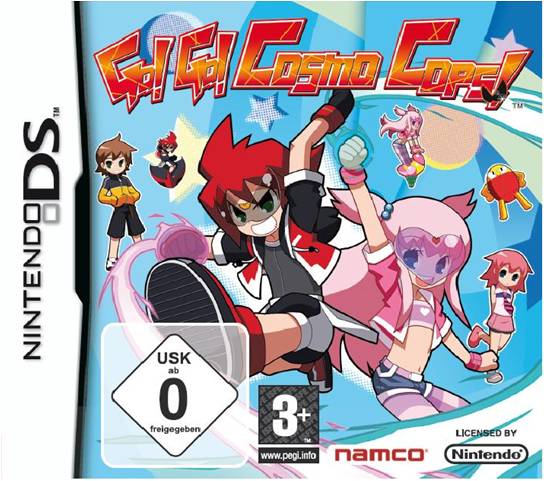 Go! Go! Cosmo Cops!
TM
NINTENDO DS TM
USK
ab
0
freigegeben
3+
TM
www.pegi.info
namco
LICENSED BY
Nintendo